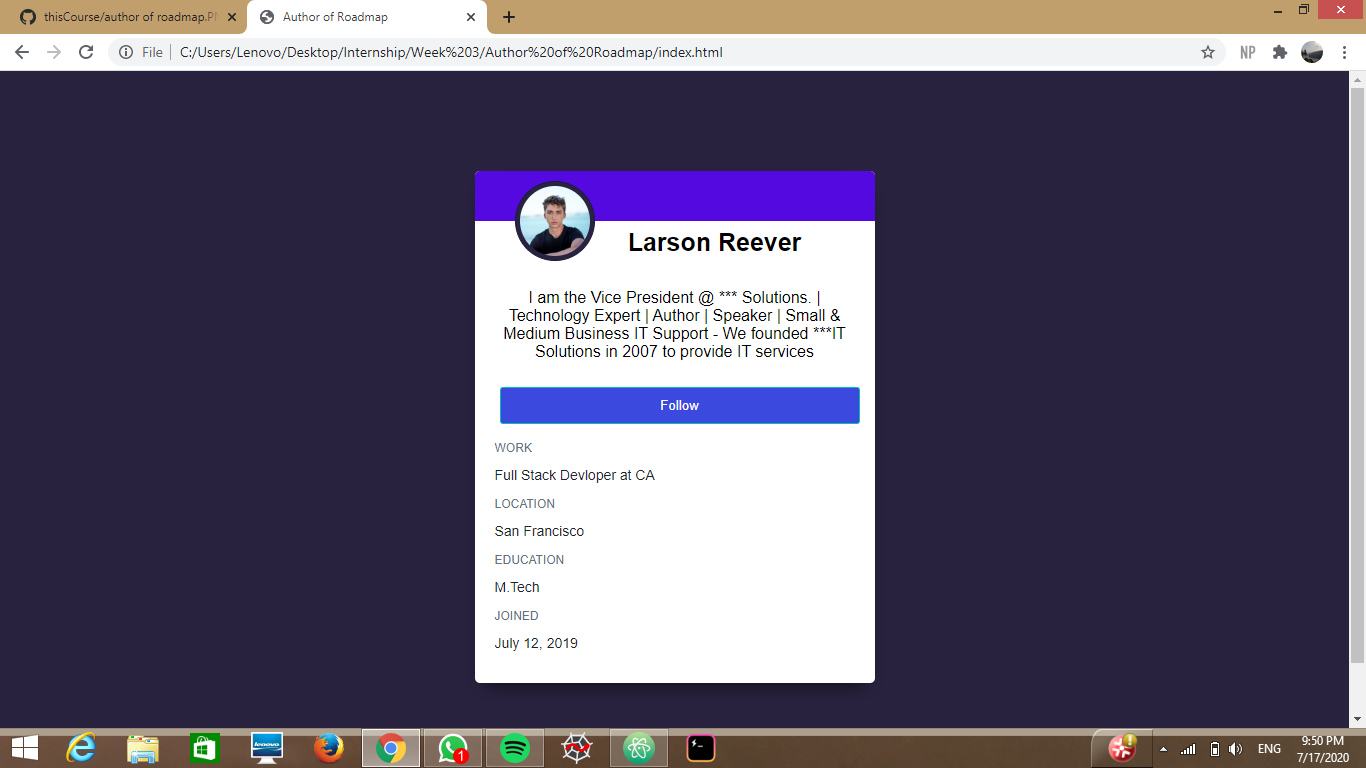 thisCourse/author of roadmap.PN
Author of Roadmap
File
C:/Users/Lenovo/Desktop/Internship/Week%203/Author%20of%20Roadmap/index.html
NP
Larson Reever
I am the Vice President @ *** Solutions. |
Technology Expert | Author | Speaker | Small &
Medium Business IT Support - We founded ***IT
Solutions in 2007 to provide IT services
Follow
WORK
Full Stack Devloper at CA
LOCATION
San Francisco
EDUCATION
M.Tech
JOINED
July 12, 2019
lenovo
1
ENG
9:50 PM
7/17/2020